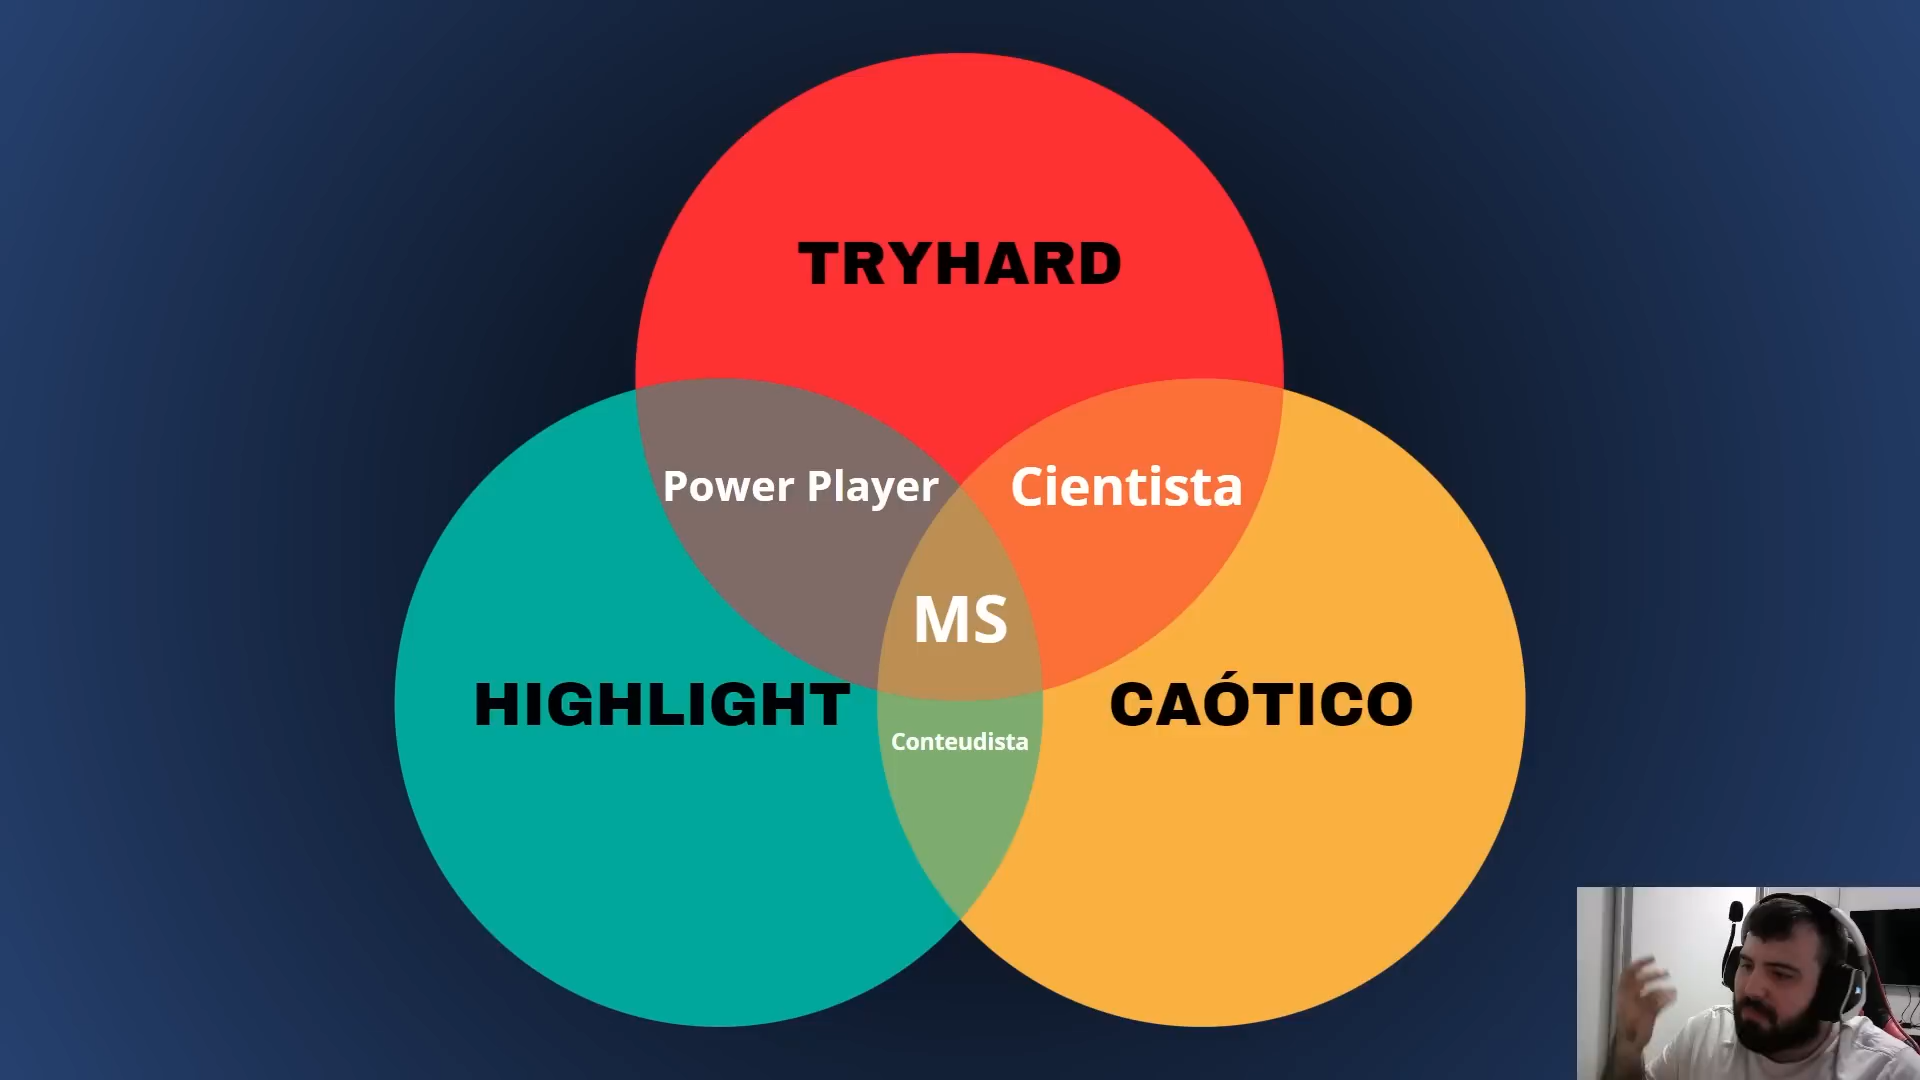 TRYHARD
Power Player
Cientista
MS
HIGHLIGHT
CAÓTICO
Conteudista